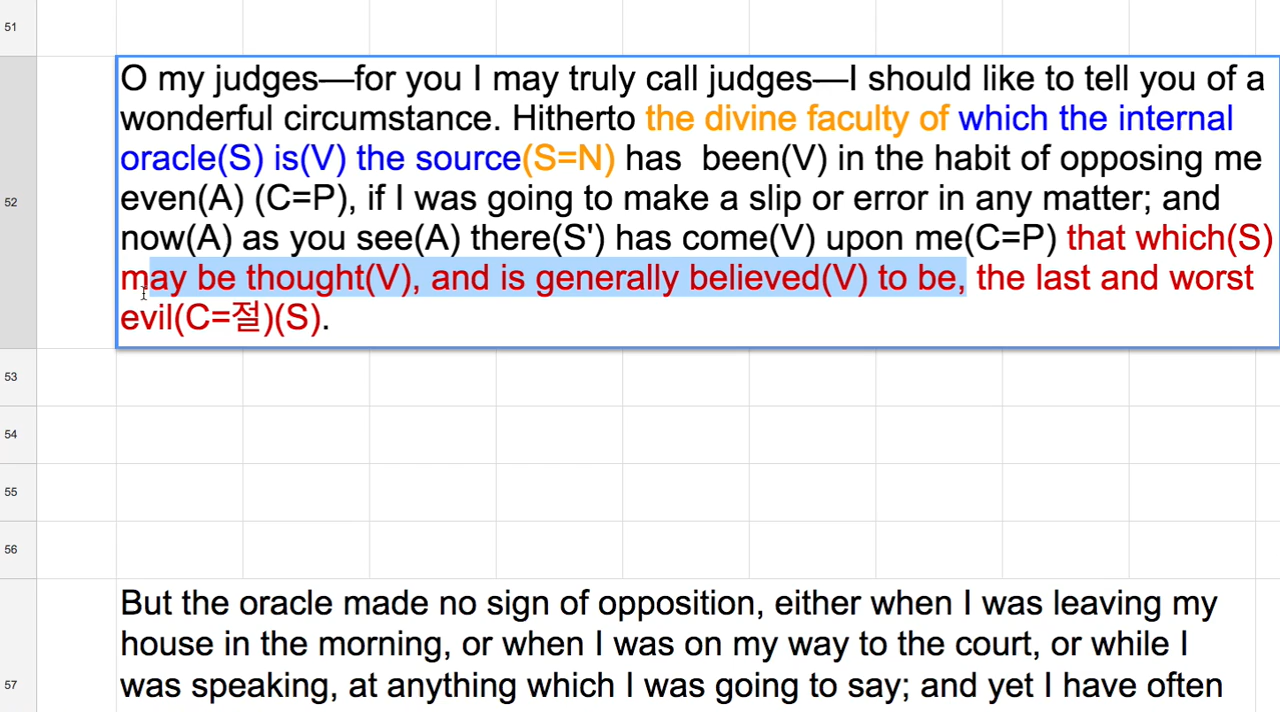 51
52
O my judges—for you I may truly call judges—I should like to tell you of a
wonderful circumstance. Hitherto the divine faculty of which the internal
oracle(S) is(V) the source(S=N) has  been(V) in the habit of opposing me
even(A) (C=P), if I was going to make a slip or error in any matter; and
now(A) as you see(A) there(S') has come(V) upon me(C=P) that which(S)
may be thought(V), and is generally believed(V) to be, the last and worst
evil(C=절)(S).
53
54
55
56
57
But the oracle made no sign of opposition, either when I was leaving my
house in the morning, or when I was on my way to the court, or while I
was speaking, at anything which I was going to say; and yet I have often